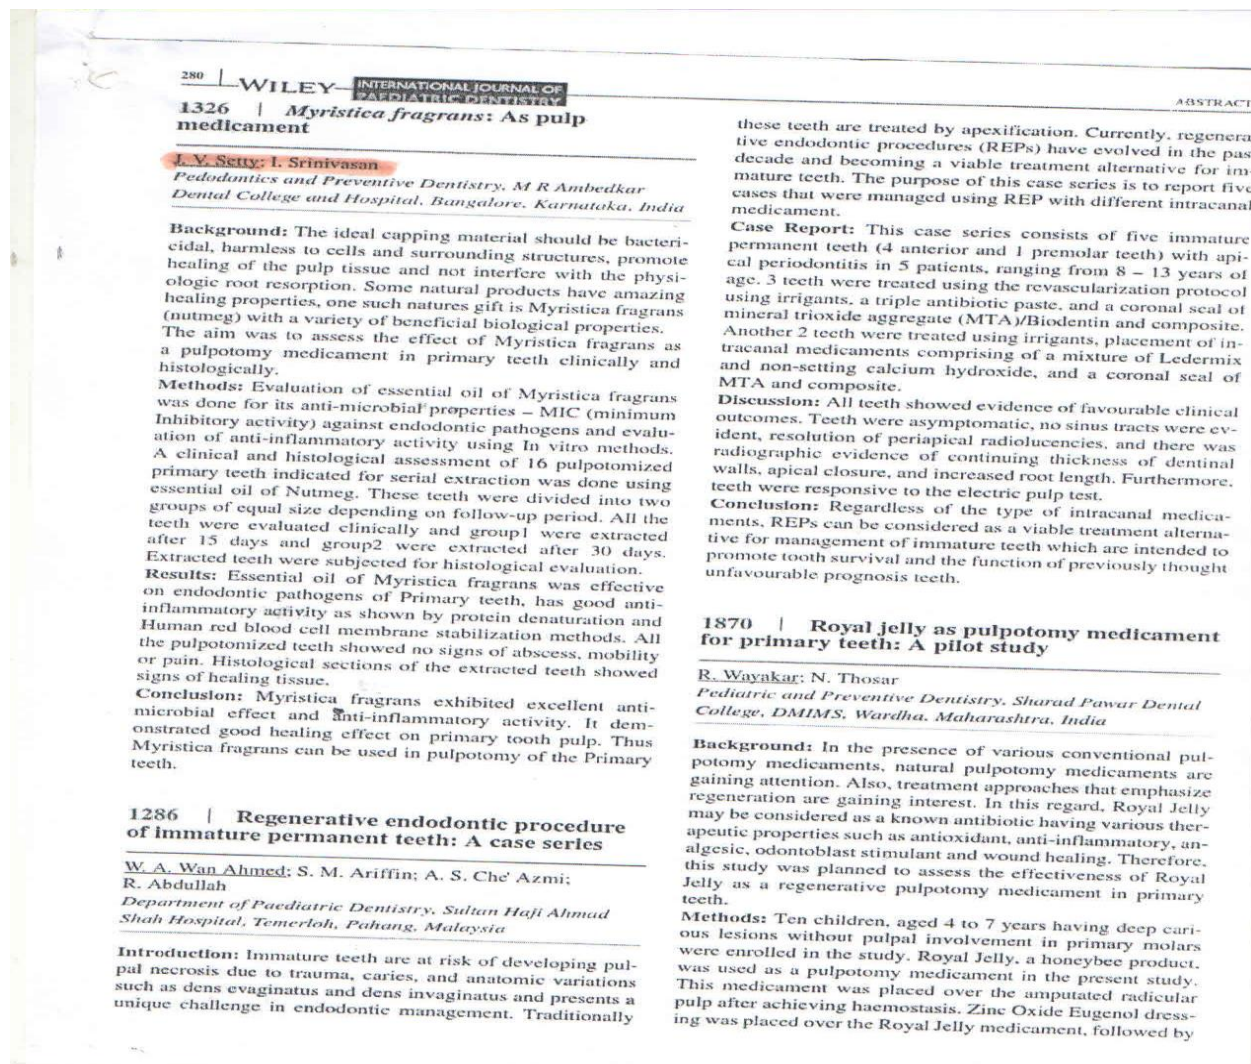 280 | WILEY INTERNATIONAL JOURNAL OF
PAEDIATRIC DENTISTRY
ABSTRACT
1326 | Myristica fragrans: As pulp
medicament
J. V. Setty; I. Srinivasan
Pedodontics and Preventive Dentistry, M R Ambedkar
Dental College and Hospital, Bangalore, Karnataka, India
Background: The ideal capping material should be bacteri-
cidal, harmless to cells and surrounding structures, promote
healing of the pulp tissue and not interfere with the physi-
ologic root resorption. Some natural products have amazing
healing properties, one such natures gift is Myristica fragrans
(nutmeg) with a variety of beneficial biological properties.
The aim was to assess the effect of Myristica fragrans as
a pulpotomy medicament in primary teeth clinically and
histologically.
Methods: Evaluation of essential oil of Myristica fragrans
was done for its anti-microbial properties – MIC (minimum
Inhibitory activity) against endodontic pathogens and evalu-
ation of anti-inflammatory activity using In vitro methods.
A clinical and histological assessment of 16 pulpotomized
primary teeth indicated for serial extraction was done using
essential oil of Nutmeg. These teeth were divided into two
groups of equal size depending on follow-up period. All the
teeth were evaluated clinically and group1 were extracted
after 15 days and group2 were extracted after 30 days.
Extracted teeth were subjected for histological evaluation.
Results: Essential oil of Myristica fragrans was effective
on endodontic pathogens of Primary teeth, has good anti-
inflammatory activity as shown by protein denaturation and
Human red blood cell membrane stabilization methods. All
the pulpotomized teeth showed no signs of abscess, mobility
or pain. Histological sections of the extracted teeth showed
signs of healing tissue.
Conclusion: Myristica fragrans exhibited excellent anti-
microbial effect and anti-inflammatory activity. It dem-
onstrated good healing effect on primary tooth pulp. Thus
Myristica fragrans can be used in pulpotomy of the Primary
teeth.
1286 | Regenerative endodontic procedure
of immature permanent teeth: A case series
W. A. Wan Ahmed; S. M. Ariffin; A. S. Che' Azmi;
R. Abdullah
Department of Paediatric Dentistry, Sultan Haji Ahmad
Shah Hospital, Temerloh, Pahang, Malaysia
Introduction: Immature teeth are at risk of developing pul-
pal necrosis due to trauma, caries, and anatomic variations
such as dens evaginatus and dens invaginatus and presents a
unique challenge in endodontic management. Traditionally
these teeth are treated by apexification. Currently, regenera
tive endodontic procedures (REPs) have evolved in the pas
decade and becoming a viable treatment alternative for im-
mature teeth. The purpose of this case series is to report five
cases that were managed using REP with different intracanal
medicament.
Case Report: This case series consists of five immature
permanent teeth (4 anterior and 1 premolar teeth) with api-
cal periodontitis in 5 patients, ranging from 8 – 13 years of
age. 3 teeth were treated using the revascularization protocol
using irrigants, a triple antibiotic paste, and a coronal seal of
mineral trioxide aggregate (MTA)/Biodentin and composite.
Another 2 teeth were treated using irrigants, placement of in-
tracanal medicaments comprising of a mixture of Ledermix
and non-setting calcium hydroxide, and a coronal seal of
MTA and composite.
Discussion: All teeth showed evidence of favourable clinical
outcomes. Teeth were asymptomatic, no sinus tracts were ev-
ident, resolution of periapical radiolucencies, and there was
radiographic evidence of continuing thickness of dentinal
walls, apical closure, and increased root length. Furthermore,
teeth were responsive to the electric pulp test.
Conclusion: Regardless of the type of intracanal medica-
ments, REPs can be considered as a viable treatment alterna-
tive for management of immature teeth which are intended to
promote tooth survival and the function of previously thought
unfavourable prognosis teeth.
1870 | Royal jelly as pulpotomy medicament
for primary teeth: A pilot study
R. Wayakar; N. Thosar
Pediatric and Preventive Dentistry, Sharad Pawar Dental
College, DMIMS, Wardha, Maharashtra, India
Background: In the presence of various conventional pul-
potomy medicaments, natural pulpotomy medicaments are
gaining attention. Also, treatment approaches that emphasize
regeneration are gaining interest. In this regard, Royal Jelly
may be considered as a known antibiotic having various ther-
apeutic properties such as antioxidant, anti-inflammatory, an-
algesic, odontoblast stimulant and wound healing. Therefore,
this study was planned to assess the effectiveness of Royal
Jelly as a regenerative pulpotomy medicament in primary
teeth.
Methods: Ten children, aged 4 to 7 years having deep cari-
ous lesions without pulpal involvement in primary molars
were enrolled in the study. Royal Jelly, a honeybee product,
was used as a pulpotomy medicament in the present study.
This medicament was placed over the amputated radicular
pulp after achieving haemostasis. Zinc Oxide Eugenol dress-
ing was placed over the Royal Jelly medicament, followed by